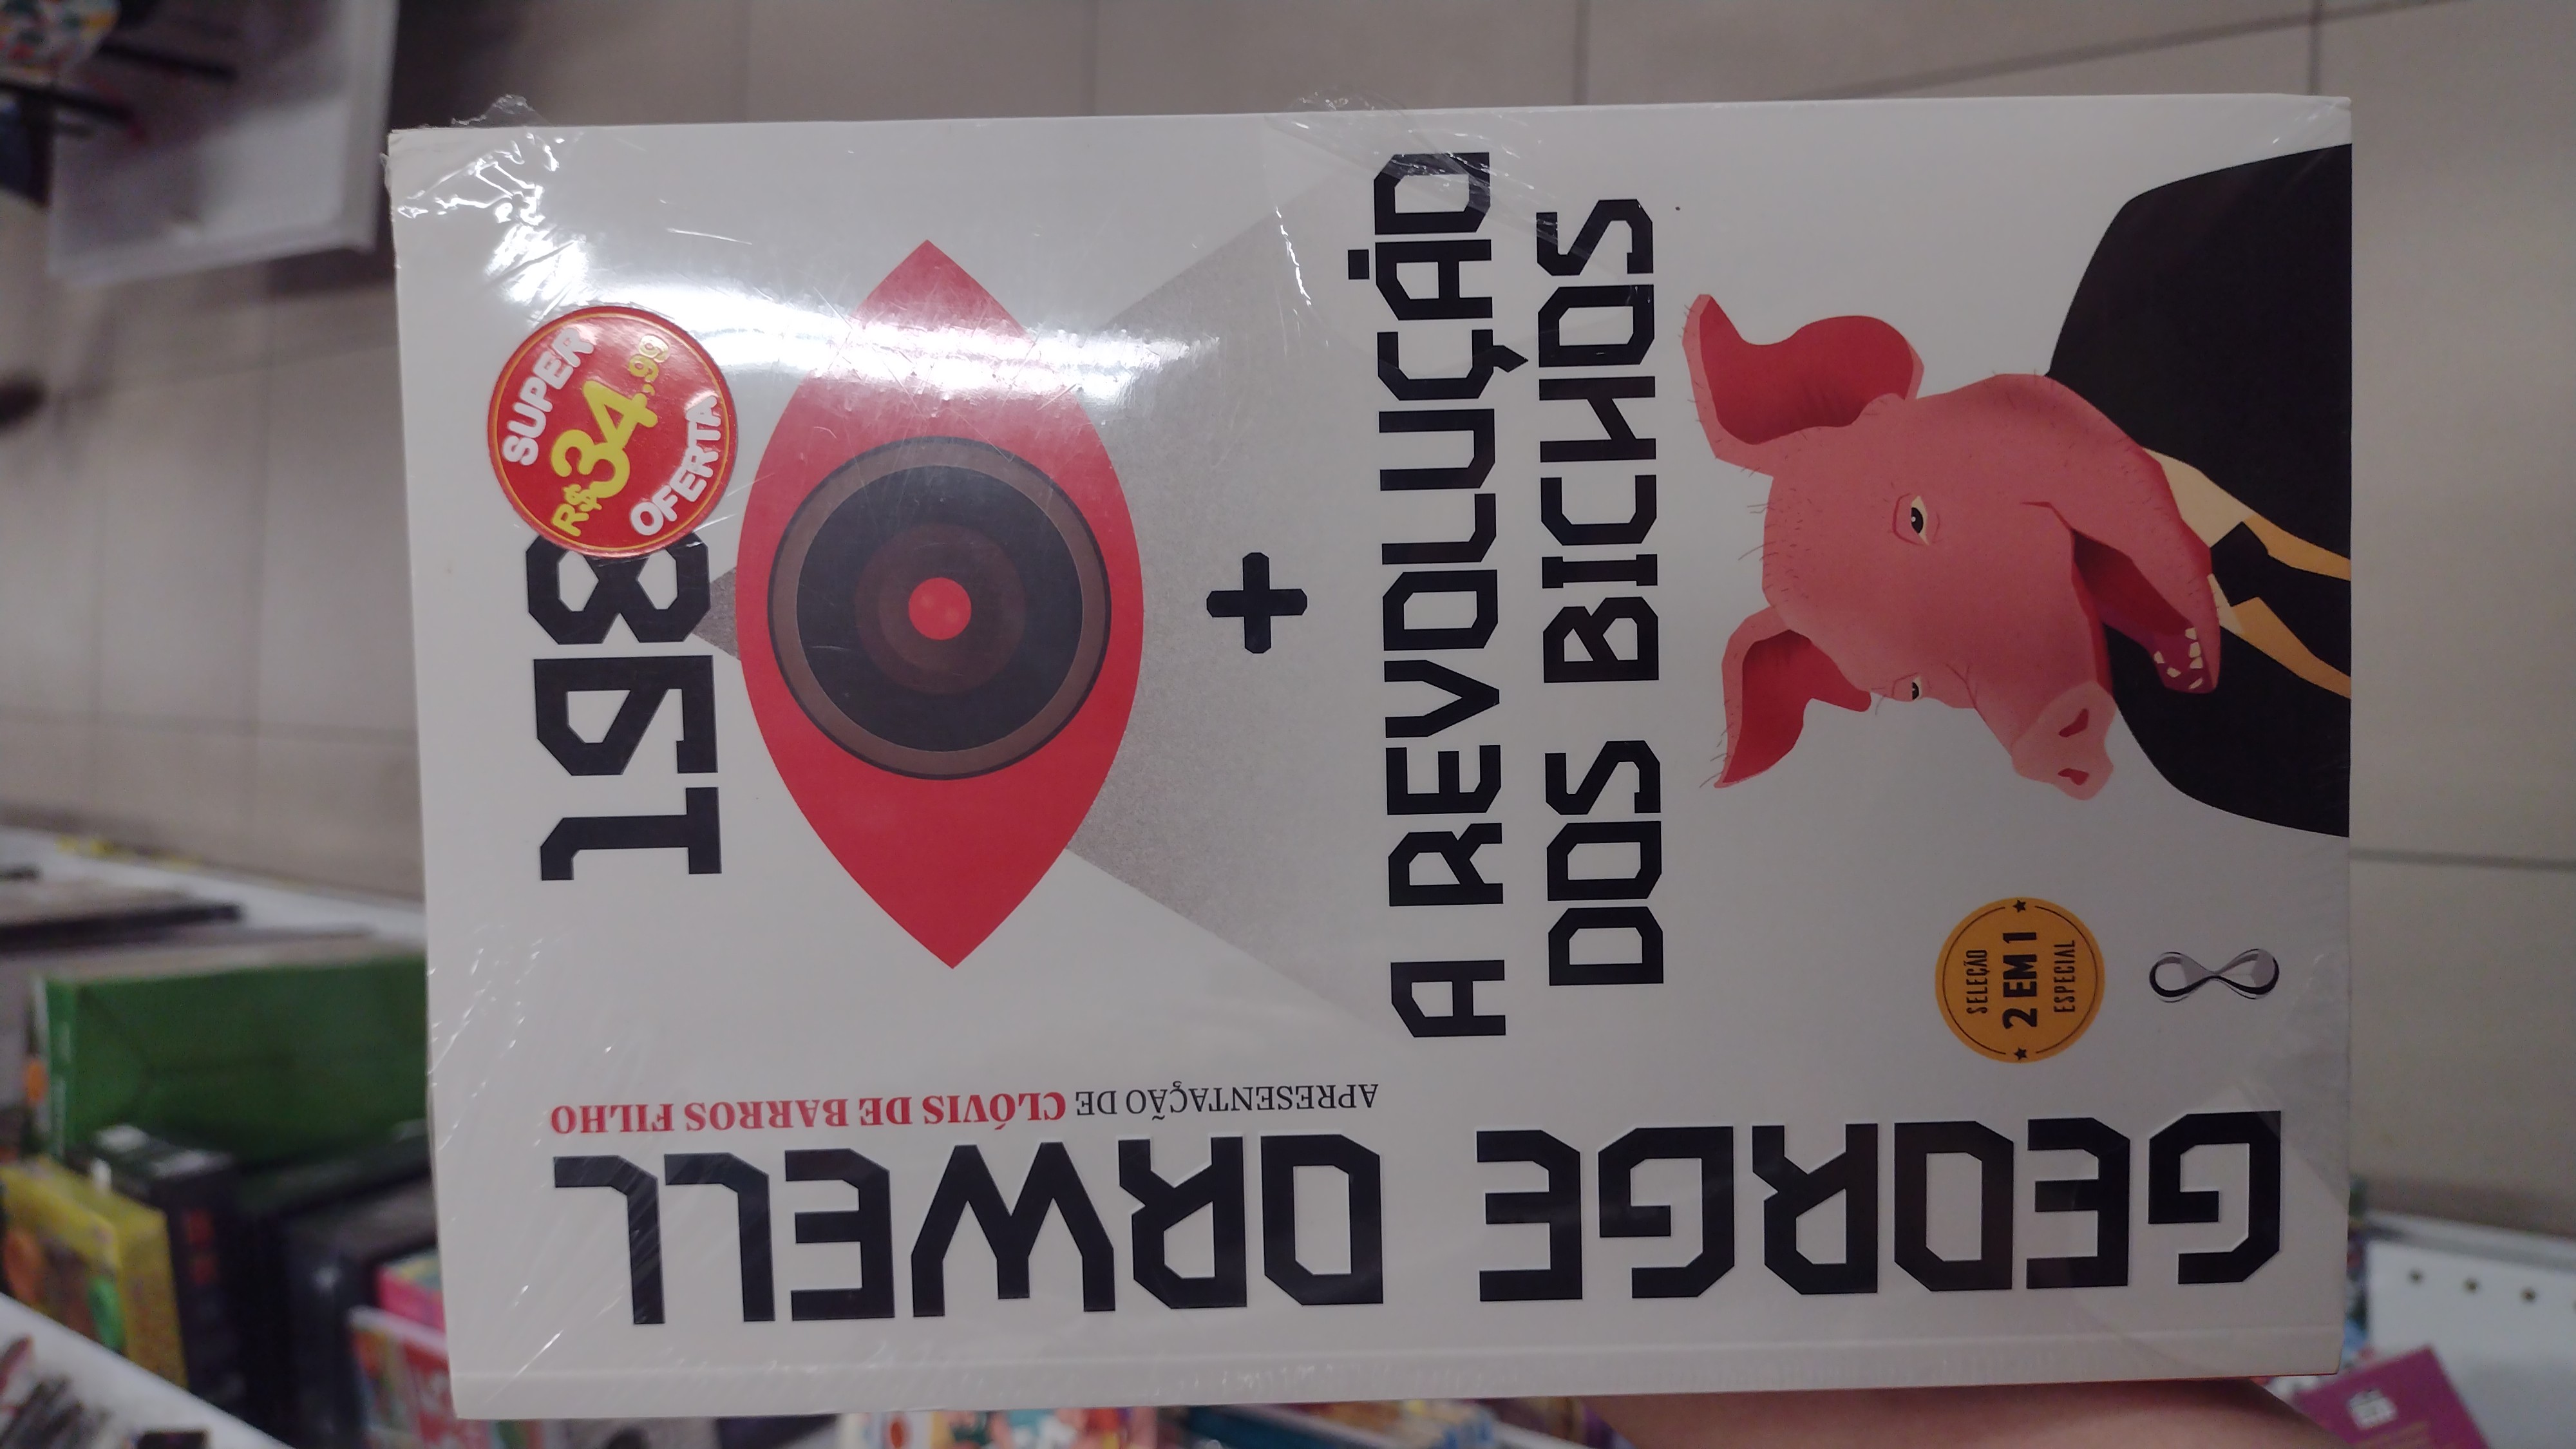 GEORGE ORWELL
APRESENTAÇÃO DE CLÓVIS DE BARROS FILHO
198
SUPER
R$34,99
OFERTA
+
A REVOLUÇÃO
DOS BICHOS
SELEÇÃO
2 EM 1
ESPECIAL